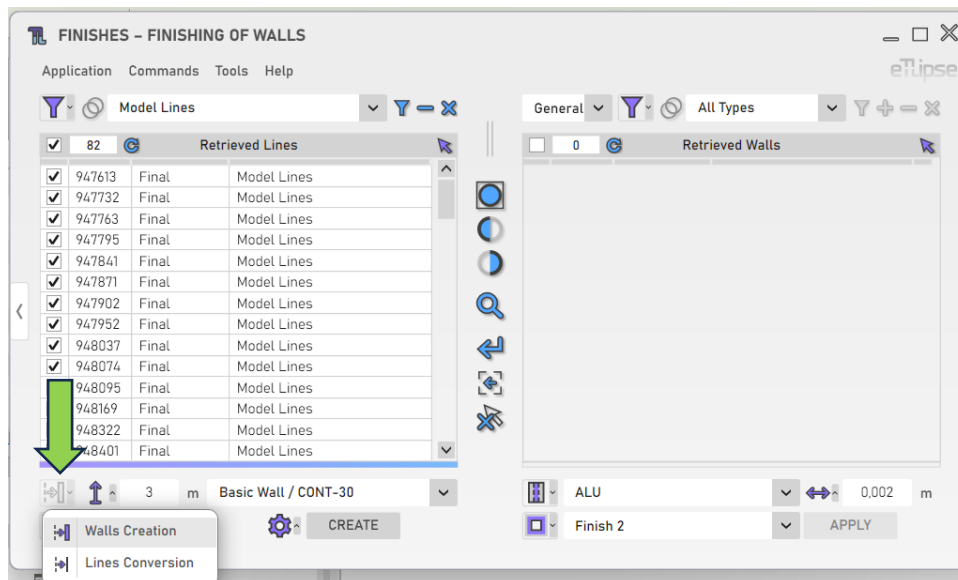 FINISHES – FINISHING OF WALLS
Application Commands Tools Help
eTLipse
Model Lines
General All Types
82 Retrieved Lines
0 Retrieved Walls
947613 Final Model Lines
947732 Final Model Lines
947763 Final Model Lines
947795 Final Model Lines
947841 Final Model Lines
947871 Final Model Lines
947902 Final Model Lines
947952 Final Model Lines
948037 Final Model Lines
948074 Final Model Lines
948095 Final Model Lines
948169 Final Model Lines
948322 Final Model Lines
948401 Final Model Lines
3 m Basic Wall / CONT-30
ALU 0,002 m
Walls Creation
CREATE
Finish 2 APPLY
Lines Conversion